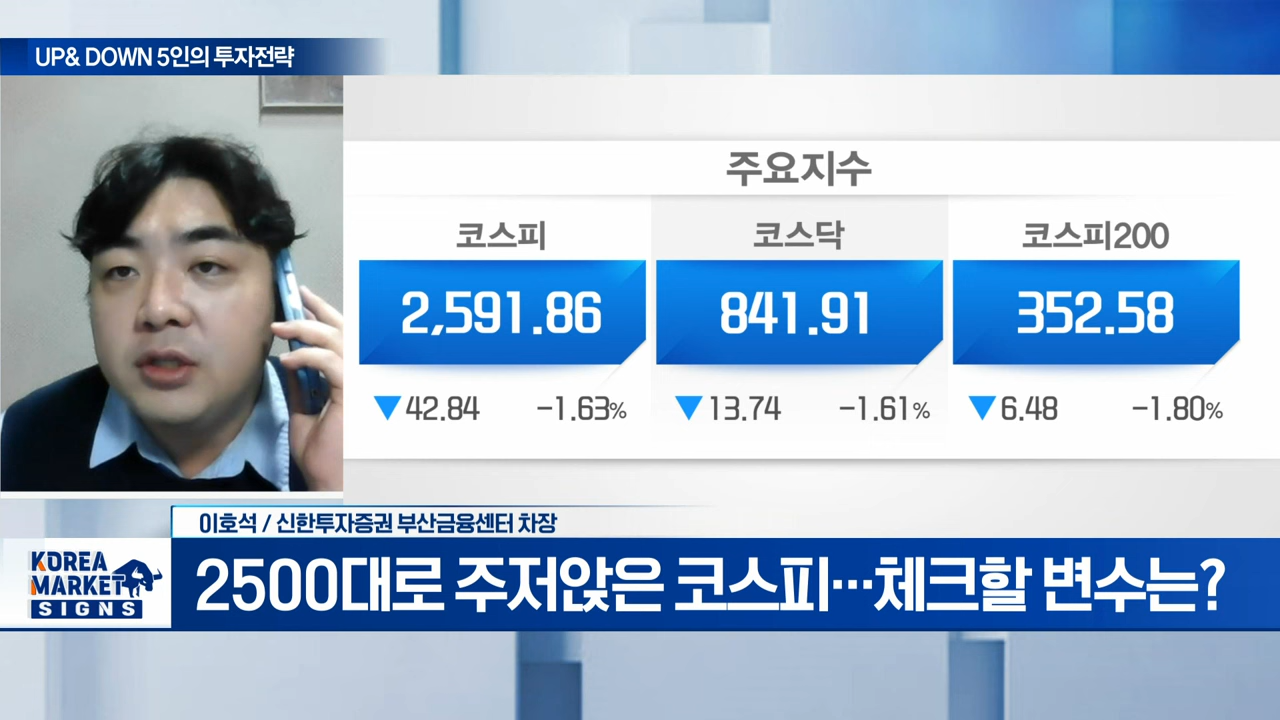 UP& DOWN 5인의 투자전략
주요지수
코스피
2,591.86
▼42.84 -1.63%
코스닥
841.91
▼13.74 -1.61%
코스피200
352.58
▼6.48 -1.80%
이호석 / 신한투자증권 부산금융센터 차장
KOREA
MARKET
SIGNS
2500대로 주저앉은 코스피…체크할 변수는?